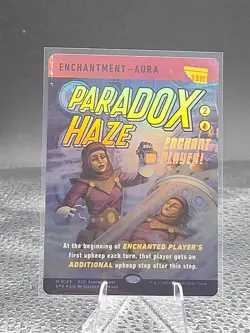 ENCHANTMENT – AURA
PARADOX
HAZE
2
ENCHANT
PLAYER!
At the beginning of ENCHANTED PLAYER'S
first upkeep each turn, that player gets an
ADDITIONAL upkeep step after this step.